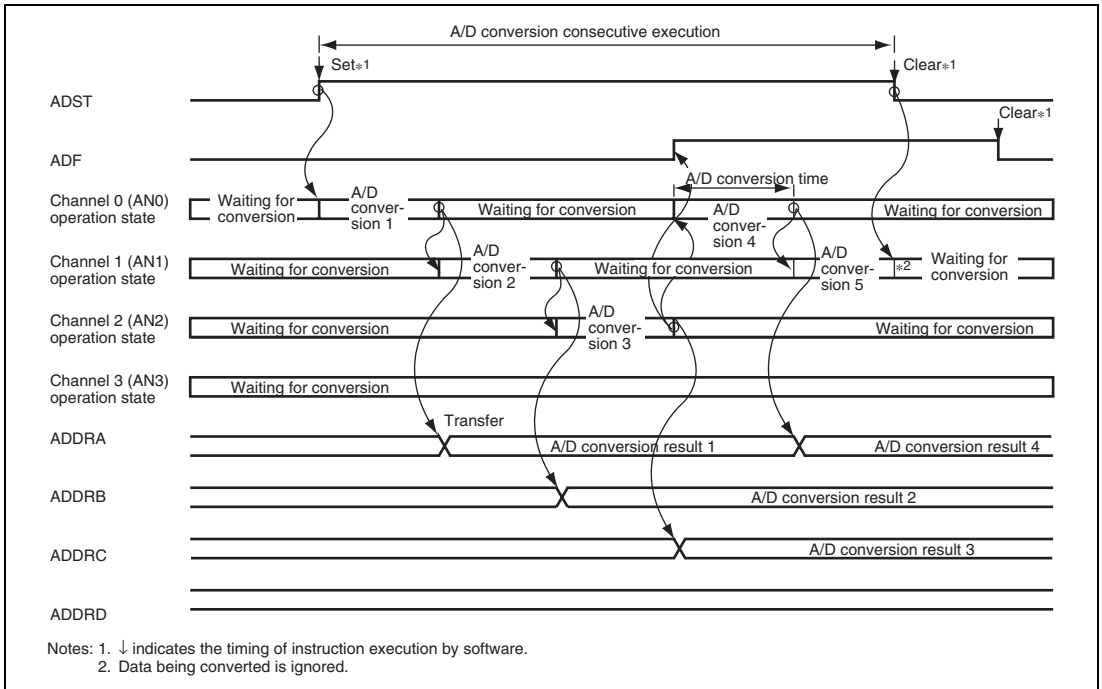 A/D conversion consecutive execution
Set*1
Clear*1
ADST
Clear*1
ADF
A/D conversion time
Channel 0 (AN0)
operation state
Waiting for
conversion
A/D
conver-
sion 1
Waiting for conversion
A/D
conver-
sion 4
Waiting for conversion
Channel 1 (AN1)
operation state
Waiting for conversion
A/D
conver-
sion 2
Waiting for conversion
A/D
conver-
sion 5
*2
Waiting for
conversion
Channel 2 (AN2)
operation state
Waiting for conversion
A/D
conver-
sion 3
Waiting for conversion
Channel 3 (AN3)
operation state
Waiting for conversion
Transfer
ADDRA
A/D conversion result 1
A/D conversion result 4
ADDRB
A/D conversion result 2
ADDRC
A/D conversion result 3
ADDRD
Notes: 1. ↓ indicates the timing of instruction execution by software.
2. Data being converted is ignored.